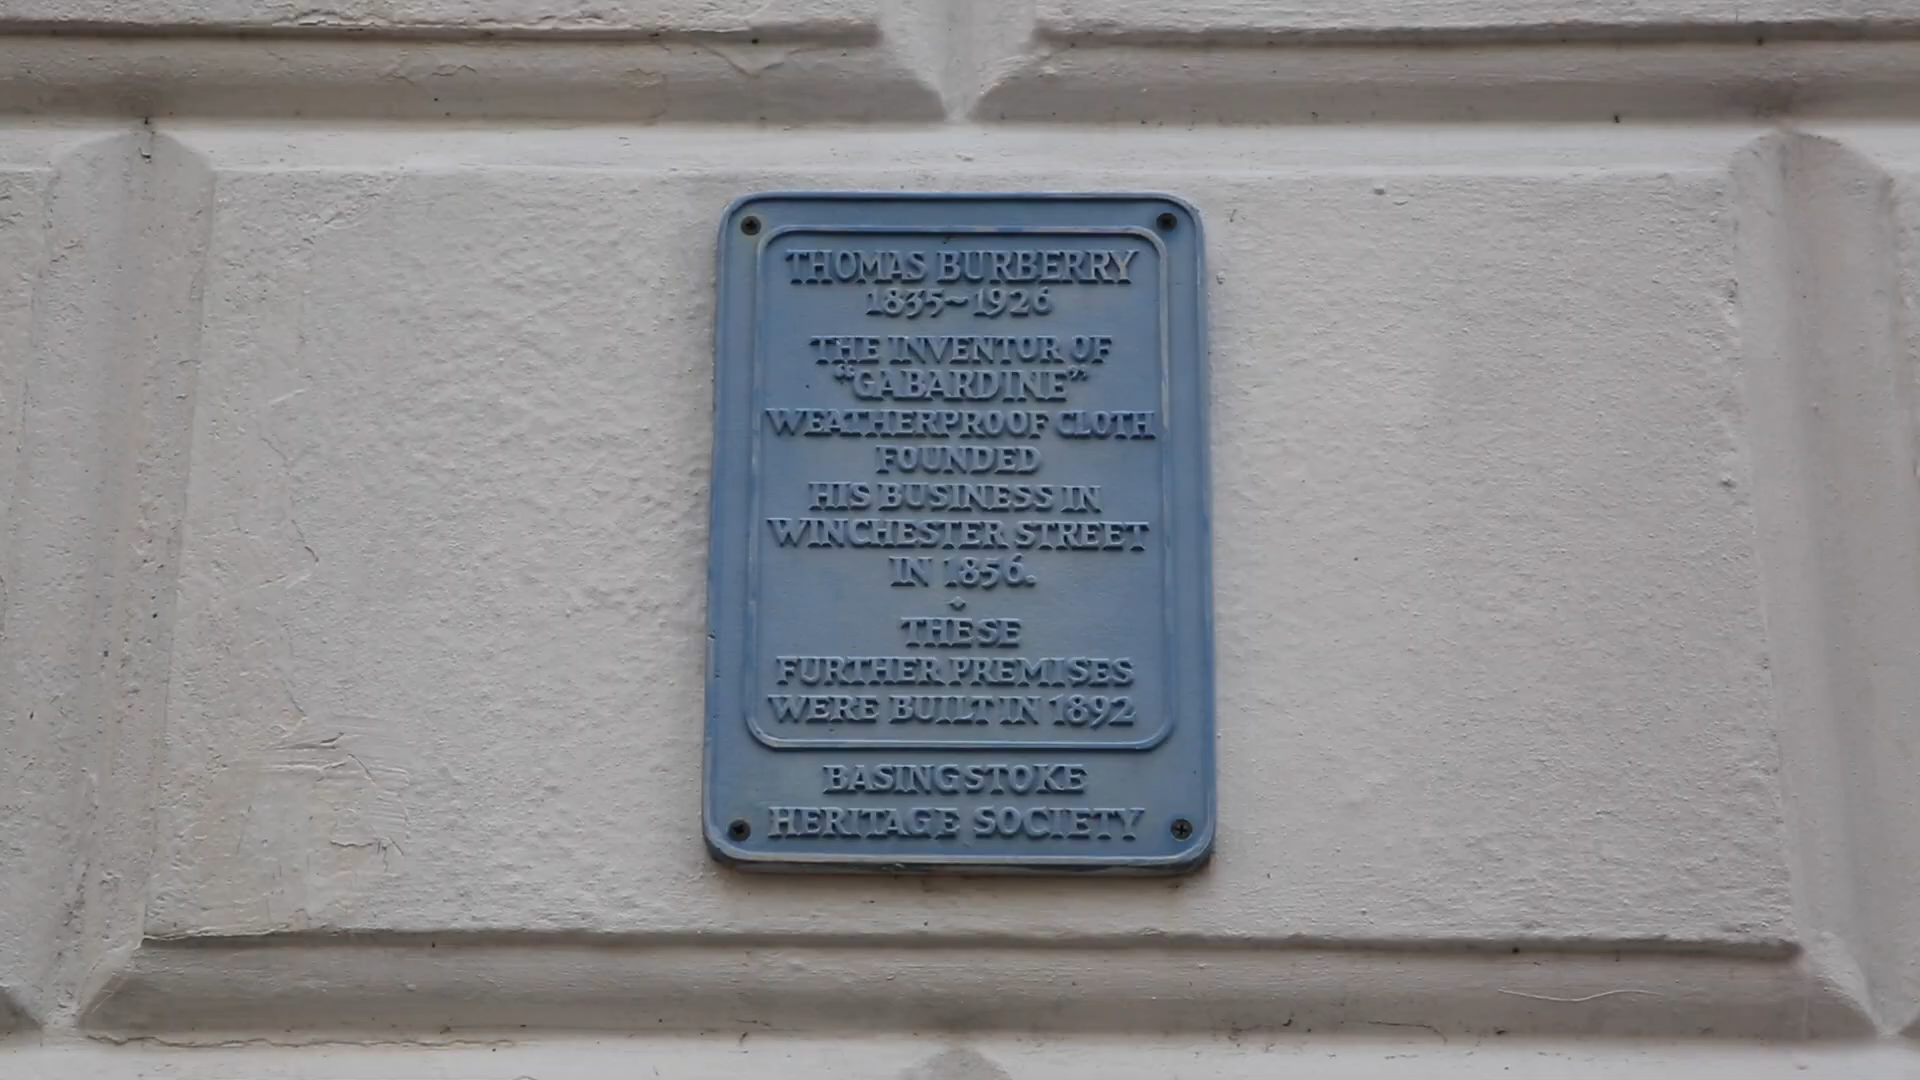 THOMAS BURBERRY
1835~1926
THE INVENTOR OF
“GABARDINE”
WEATHERPROOF CLOTH
FOUNDED
HIS BUSINESS IN
WINCHESTER STREET
IN 1856.
THESE
FURTHER PREMISES
WERE BUILT IN 1892
BASINGSTOKE
HERITAGE SOCIETY